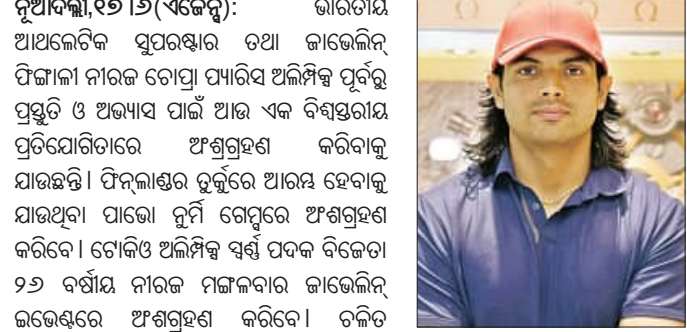 ନୂଆଦିଲ୍ଲୀ,୧୭।୬(ଏଜେନ୍ସି): ଭାରତୀୟ
ଆଥଲେଟିକ ସୁପରଷ୍ଟାର ତଥା ଜାଭେଲିନ୍
ଫିଙ୍ଗାଳୀ ନୀରଜ ଚୋପ୍ରା ପ୍ୟାରିସ ଅଲିମ୍ପିକ୍ସ ପୂର୍ବରୁ
ପ୍ରସ୍ତୁତି ଓ ଅଭ୍ୟାସ ପାଇଁ ଆଉ ଏକ ବିଶ୍ୱସ୍ତରୀୟ
ପ୍ରତିଯୋଗିତାରେ ଅଂଶଗ୍ରହଣ କରିବାକୁ
ଯାଉଛନ୍ତି। ଫିନ୍‌ଲାଣ୍ଡର ତୁର୍କୁରେ ଆରମ୍ଭ ହେବାକୁ
ଯାଉଥିବା ପାଭୋ ନୁର୍ମି ଗେମ୍ସରେ ଅଂଶଗ୍ରହଣ
କରିବେ। ଟୋକିଓ ଅଲିମ୍ପିକ୍ସ ସ୍ୱର୍ଣ୍ଣ ପଦକ ବିଜେତା
୨୬ ବର୍ଷୀୟ ନୀରଜ ମଙ୍ଗଳବାର ଜାଭେଲିନ୍
ଇଭେଣ୍ଟରେ ଅଂଶଗ୍ରହଣ କରିବେ। ଚଳିତ